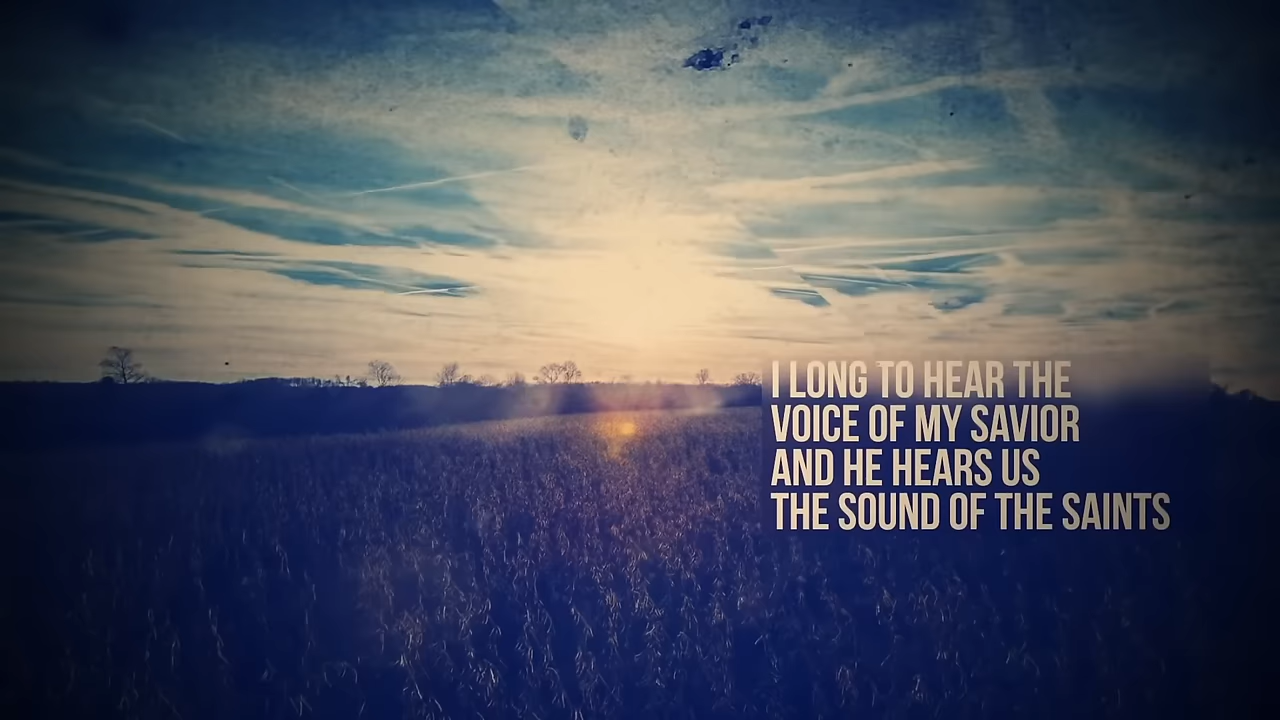 I LONG TO HEAR THE
VOICE OF MY SAVIOR
AND HE HEARS US
THE SOUND OF THE SAINTS